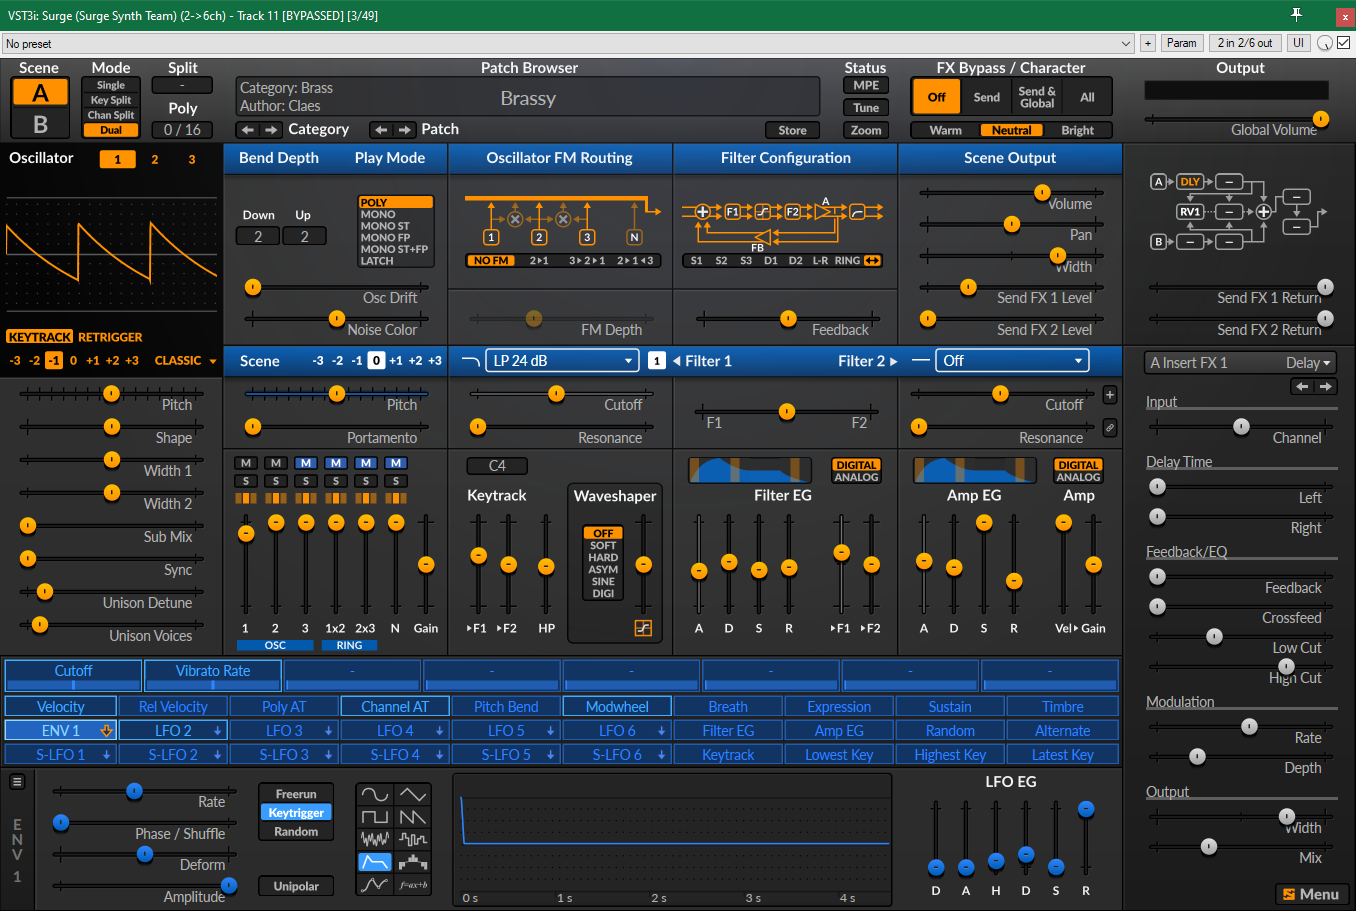 VST3i: Surge (Surge Synth Team) (2->6ch) - Track 11 [BYPASSED] [3/49]
x
No preset
+ Param 2 in 2/6 out UI
Scene Mode Split Patch Browser Status FX Bypass / Character Output
A
B
Single
Key Split
Chan Split
Dual
-
Poly
0 / 16
Category: Brass
Author: Claes
Brassy
Category Patch Store
MPE
Tune
Zoom
Off Send Send & Global All
Warm Neutral Bright
Global Volume
Oscillator 1 2 3
KEYTRACK RETRIGGER
-3 -2 -1 0 +1 +2 +3 CLASSIC
Bend Depth Play Mode
Down Up
2 2
POLY
MONO
MONO ST
MONO FP
MONO ST+FP
LATCH
Osc Drift
Noise Color
Oscillator FM Routing
1 2 3 N
NO FM 2▸1 3▸2▸1 2▸1◂3
FM Depth
Filter Configuration
F1 F2 A
FB
S1 S2 S3 D1 D2 L-R RING
Feedback
Scene Output
Volume
Pan
Width
Send FX 1 Level
Send FX 2 Level
A DLY -
RV1 - + -
B - - -
Send FX 1 Return
Send FX 2 Return
Scene -3 -2 -1 0 +1 +2 +3
LP 24 dB 1 ◂ Filter 1 Filter 2 ▸ Off
Pitch
Shape
Width 1
Width 2
Sub Mix
Sync
Unison Detune
Unison Voices
Pitch
Portamento
Cutoff
Resonance
F1 F2
Cutoff +
Resonance
M M M M M M
S S S S S S
1 2 3 1x2 2x3 N Gain
OSC RING
C4
Keytrack
▸F1 ▸F2 HP
Waveshaper
OFF
SOFT
HARD
ASYM
SINE
DIGI
DIGITAL
ANALOG
Filter EG
A D S R ▸F1 ▸F2
DIGITAL
ANALOG
Amp EG Amp
A D S R Vel▸Gain
A Insert FX 1 Delay▾
Input
Channel
Delay Time
Left
Right
Feedback/EQ
Feedback
Crossfeed
Low Cut
High Cut
Modulation
Rate
Depth
Output
Width
Mix
Menu
Cutoff Vibrato Rate - - - - - -
Velocity Rel Velocity Poly AT Channel AT Pitch Bend Modwheel Breath Expression Sustain Timbre
ENV 1 LFO 2 LFO 3 LFO 4 LFO 5 LFO 6 Filter EG Amp EG Random Alternate
S-LFO 1 S-LFO 2 S-LFO 3 S-LFO 4 S-LFO 5 S-LFO 6 Keytrack Lowest Key Highest Key Latest Key
ENV 1
Rate
Phase / Shuffle
Deform
Amplitude
Freerun
Keytrigger
Random
Unipolar
f=ax+b
0 s 1 s 2 s 3 s 4 s
LFO EG
D A H D S R